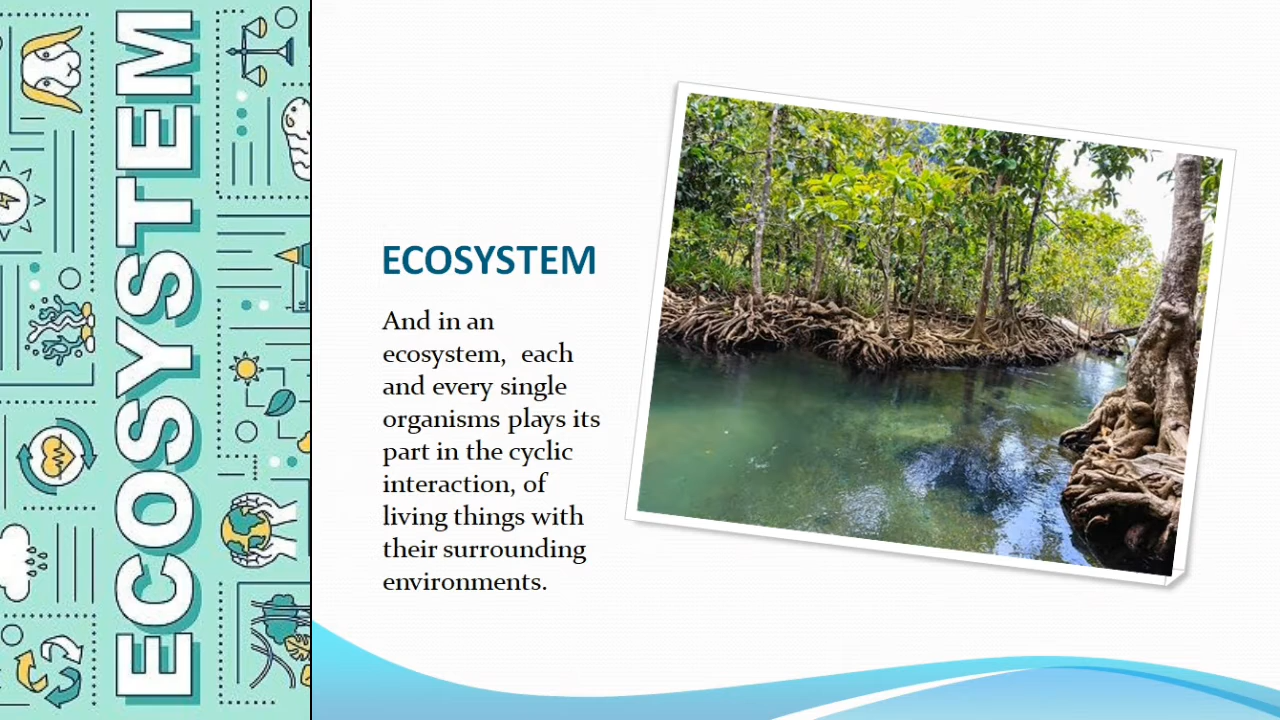 ECOSYSTEM
ECOSYSTEM
And in an
ecosystem,  each
and every single
organisms plays its
part in the cyclic
interaction, of
living things with
their surrounding
environments.